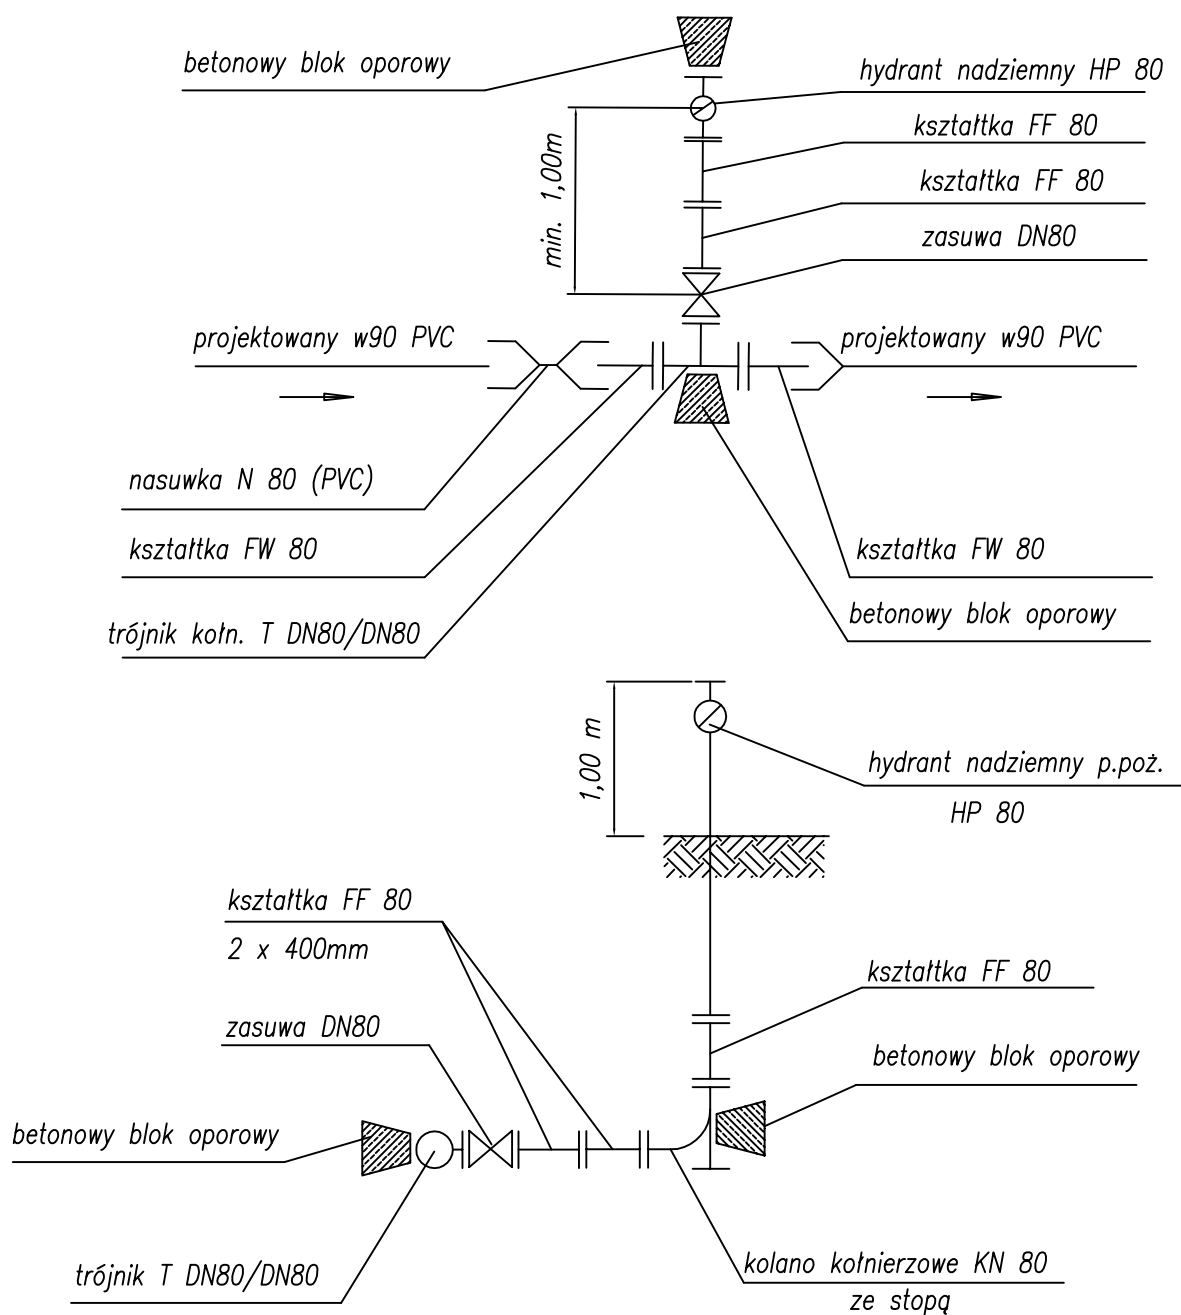 betonowy blok oporowy
hydrant nadziemny HP 80
kształtka FF 80
min. 1,00m
kształtka FF 80
zasuwa DN80
projektowany w90 PVC
projektowany w90 PVC
nasuwka N 80 (PVC)
kształtka FW 80
kształtka FW 80
betonowy blok oporowy
trójnik kołn. T DN80/DN80
1,00 m
hydrant nadziemny p.poż.
HP 80
kształtka FF 80
2 x 400mm
kształtka FF 80
zasuwa DN80
betonowy blok oporowy
betonowy blok oporowy
trójnik T DN80/DN80
kolano kołnierzowe KN 80
ze stopą